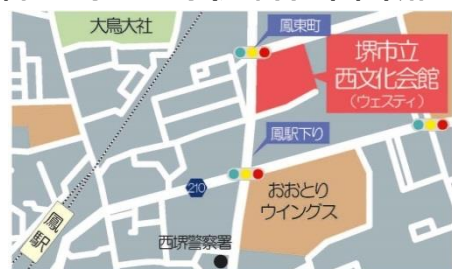 大鳥大社
鳳東町
堺市立
西文化会館
（ウェスティ）
鳳駅下り
210
おおとり
ウイングス
鳳駅
西堺警察署